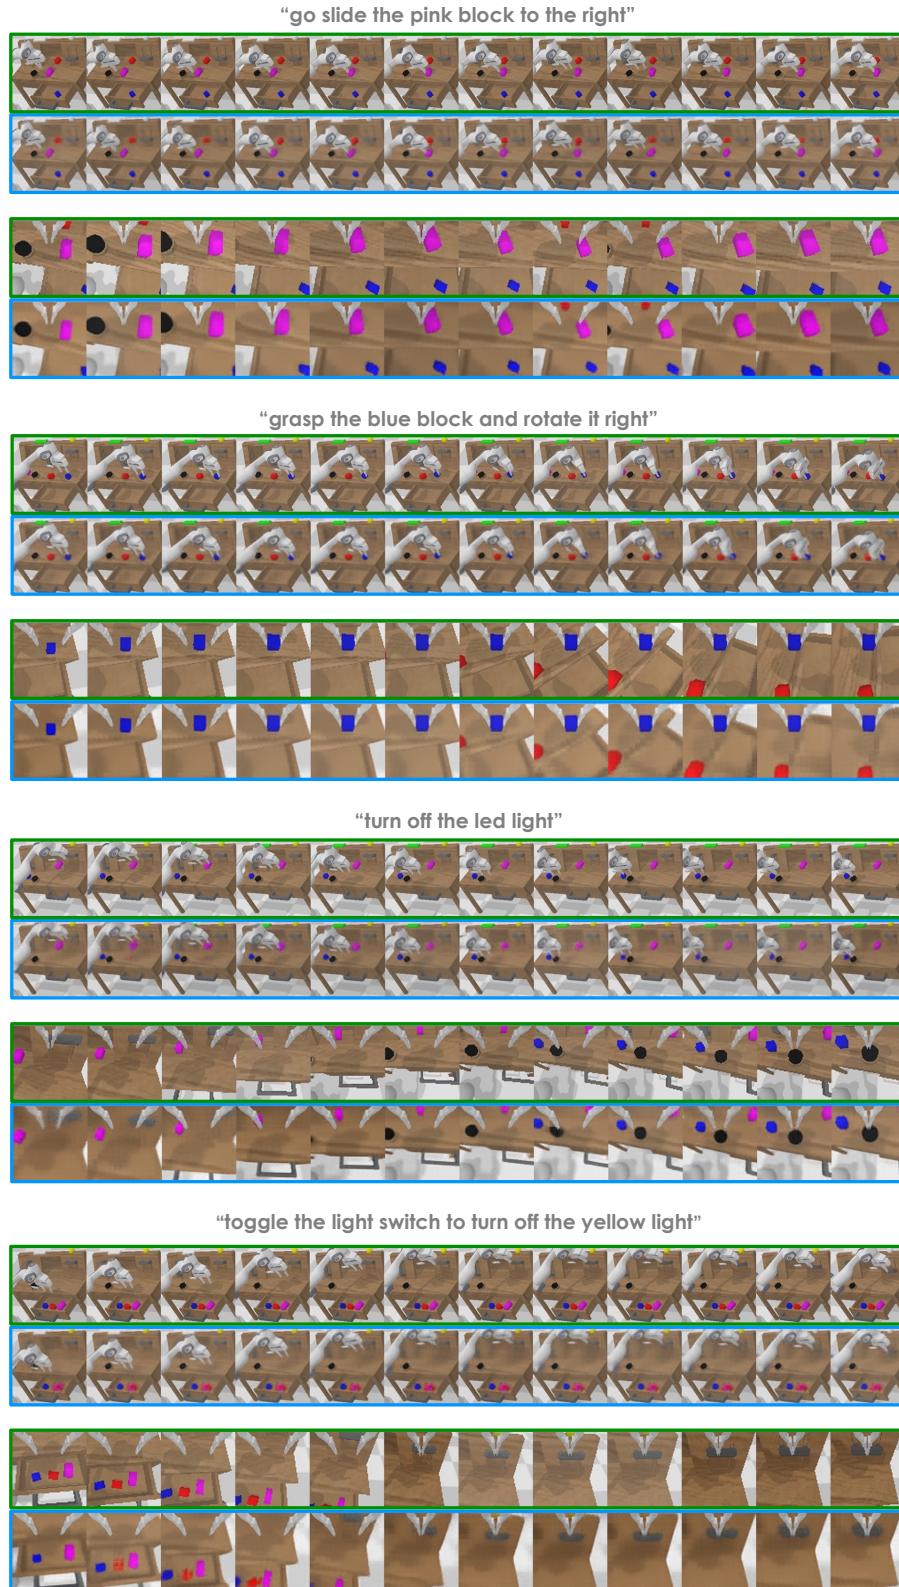 “go slide the pink block to the right”
“grasp the blue block and rotate it right”
“turn off the led light”
“toggle the light switch to turn off the yellow light”